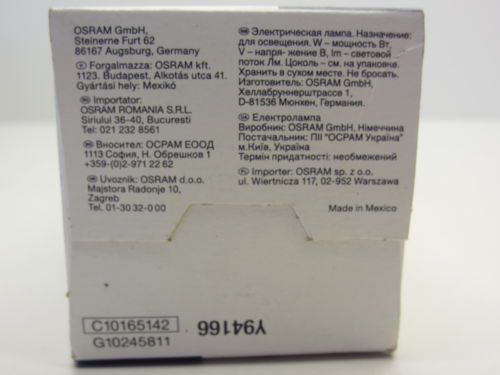 OSRAM GmbH,
Steinerne Furt 62
86167 Augsburg, Germany
Forgalmazza: OSRAM kft.
1123. Budapest, Alkotás utca 41.
Gyártási hely: Mexikó
Importator:
OSRAM ROMANIA S.R.L.
Siriului 36-40, Bucuresti
Tel: 021 232 8561
Вносител: ОСРАМ ЕООД
1113 София, Н. Обрешков 1
+359-(0)2-971 22 62
Uvoznik: OSRAM d.o.o.
Majstora Radonje 10,
Zagreb
Tel. 01-30 32-000
Электрическая лампа. Назначение:
для освещения, W – мощность Вт,
V – напря- жение В, lm – световой
поток Лм. Цоколь – см. на упаковке.
Хранить в сухом месте. Не бросать.
Изготовитель: OSRAM GmbH,
Хеллабруннерштрассе 1,
D-81536 Мюнхен, Германия.
Електролампа
Виробник: OSRAM GmbH, Німеччина
Постачальник: ПІІ "ОСРАМ Україна"
м.Київ, Україна
Термін придатності: необмежений
Importer: OSRAM sp. z o.o.
ul. Wiertnicza 117, 02-952 Warszawa
Made in Mexico
C10165142
G10245811
Y94166